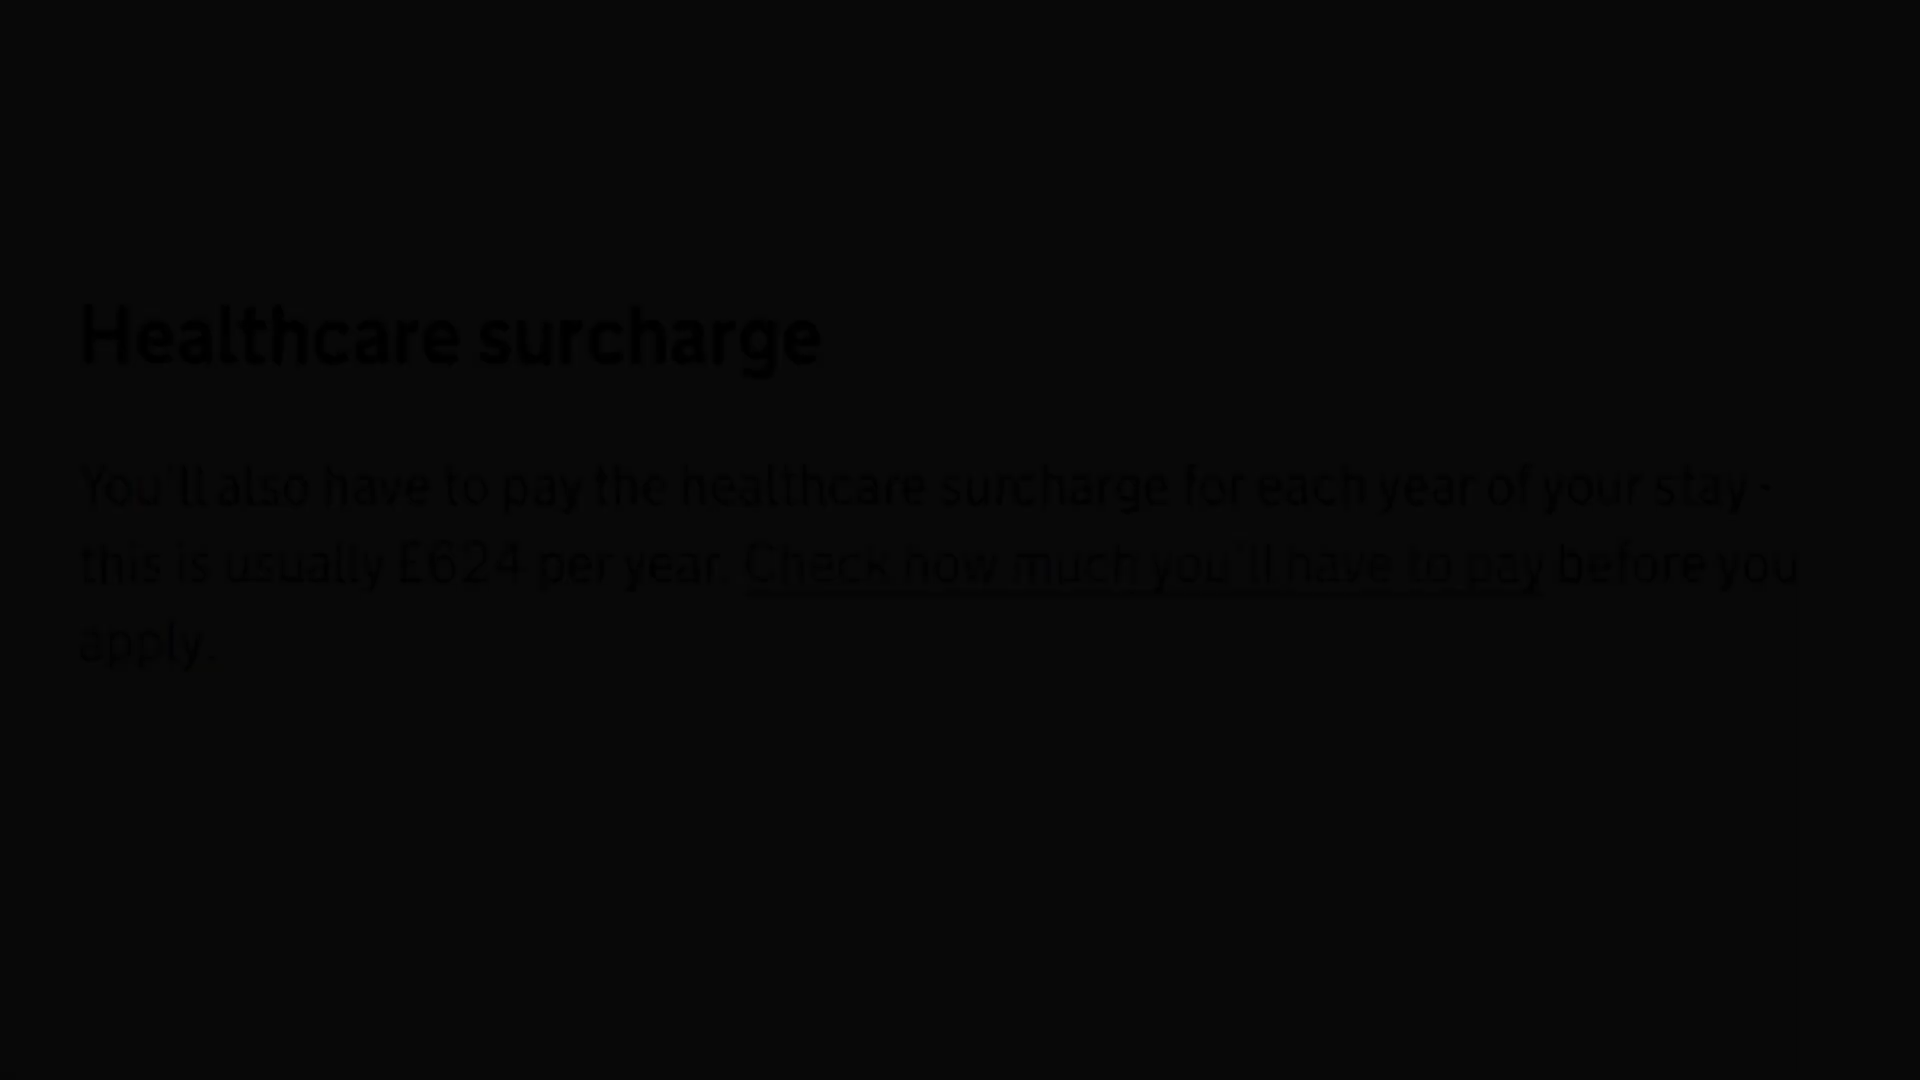 Healthcare surcharge
You'll also have to pay the healthcare surcharge for each year of your stay -
this is usually £624 per year. Check how much you'll have to pay before you
apply.